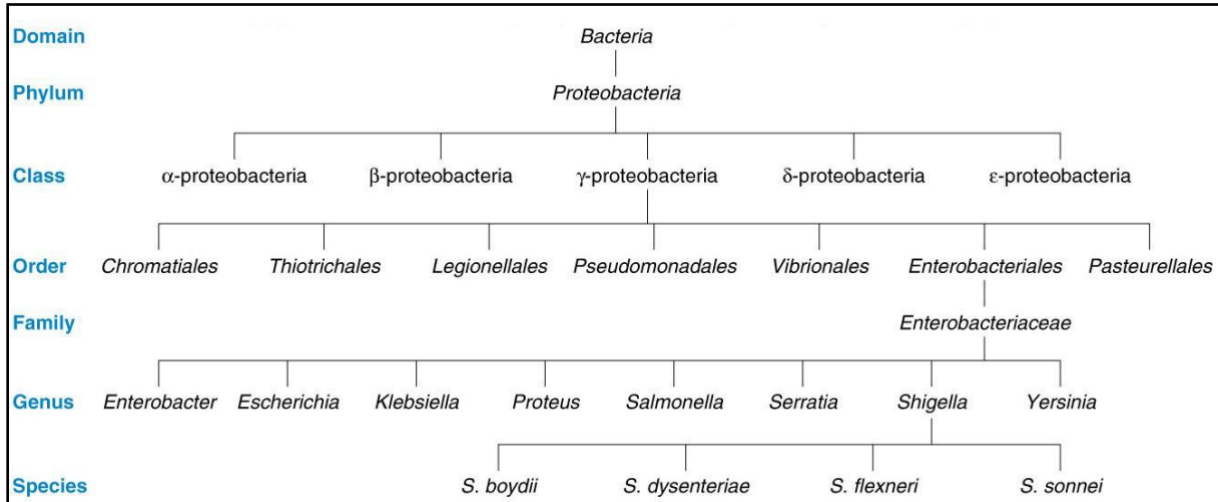 Domain Bacteria
Phylum Proteobacteria
Class α-proteobacteria β-proteobacteria γ-proteobacteria δ-proteobacteria ε-proteobacteria
Order Chromatiales Thiotrichales Legionellales Pseudomonadales Vibrionales Enterobacteriales Pasteurellales
Family Enterobacteriaceae
Genus Enterobacter Escherichia Klebsiella Proteus Salmonella Serratia Shigella Yersinia
Species S. boydii S. dysenteriae S. flexneri S. sonnei